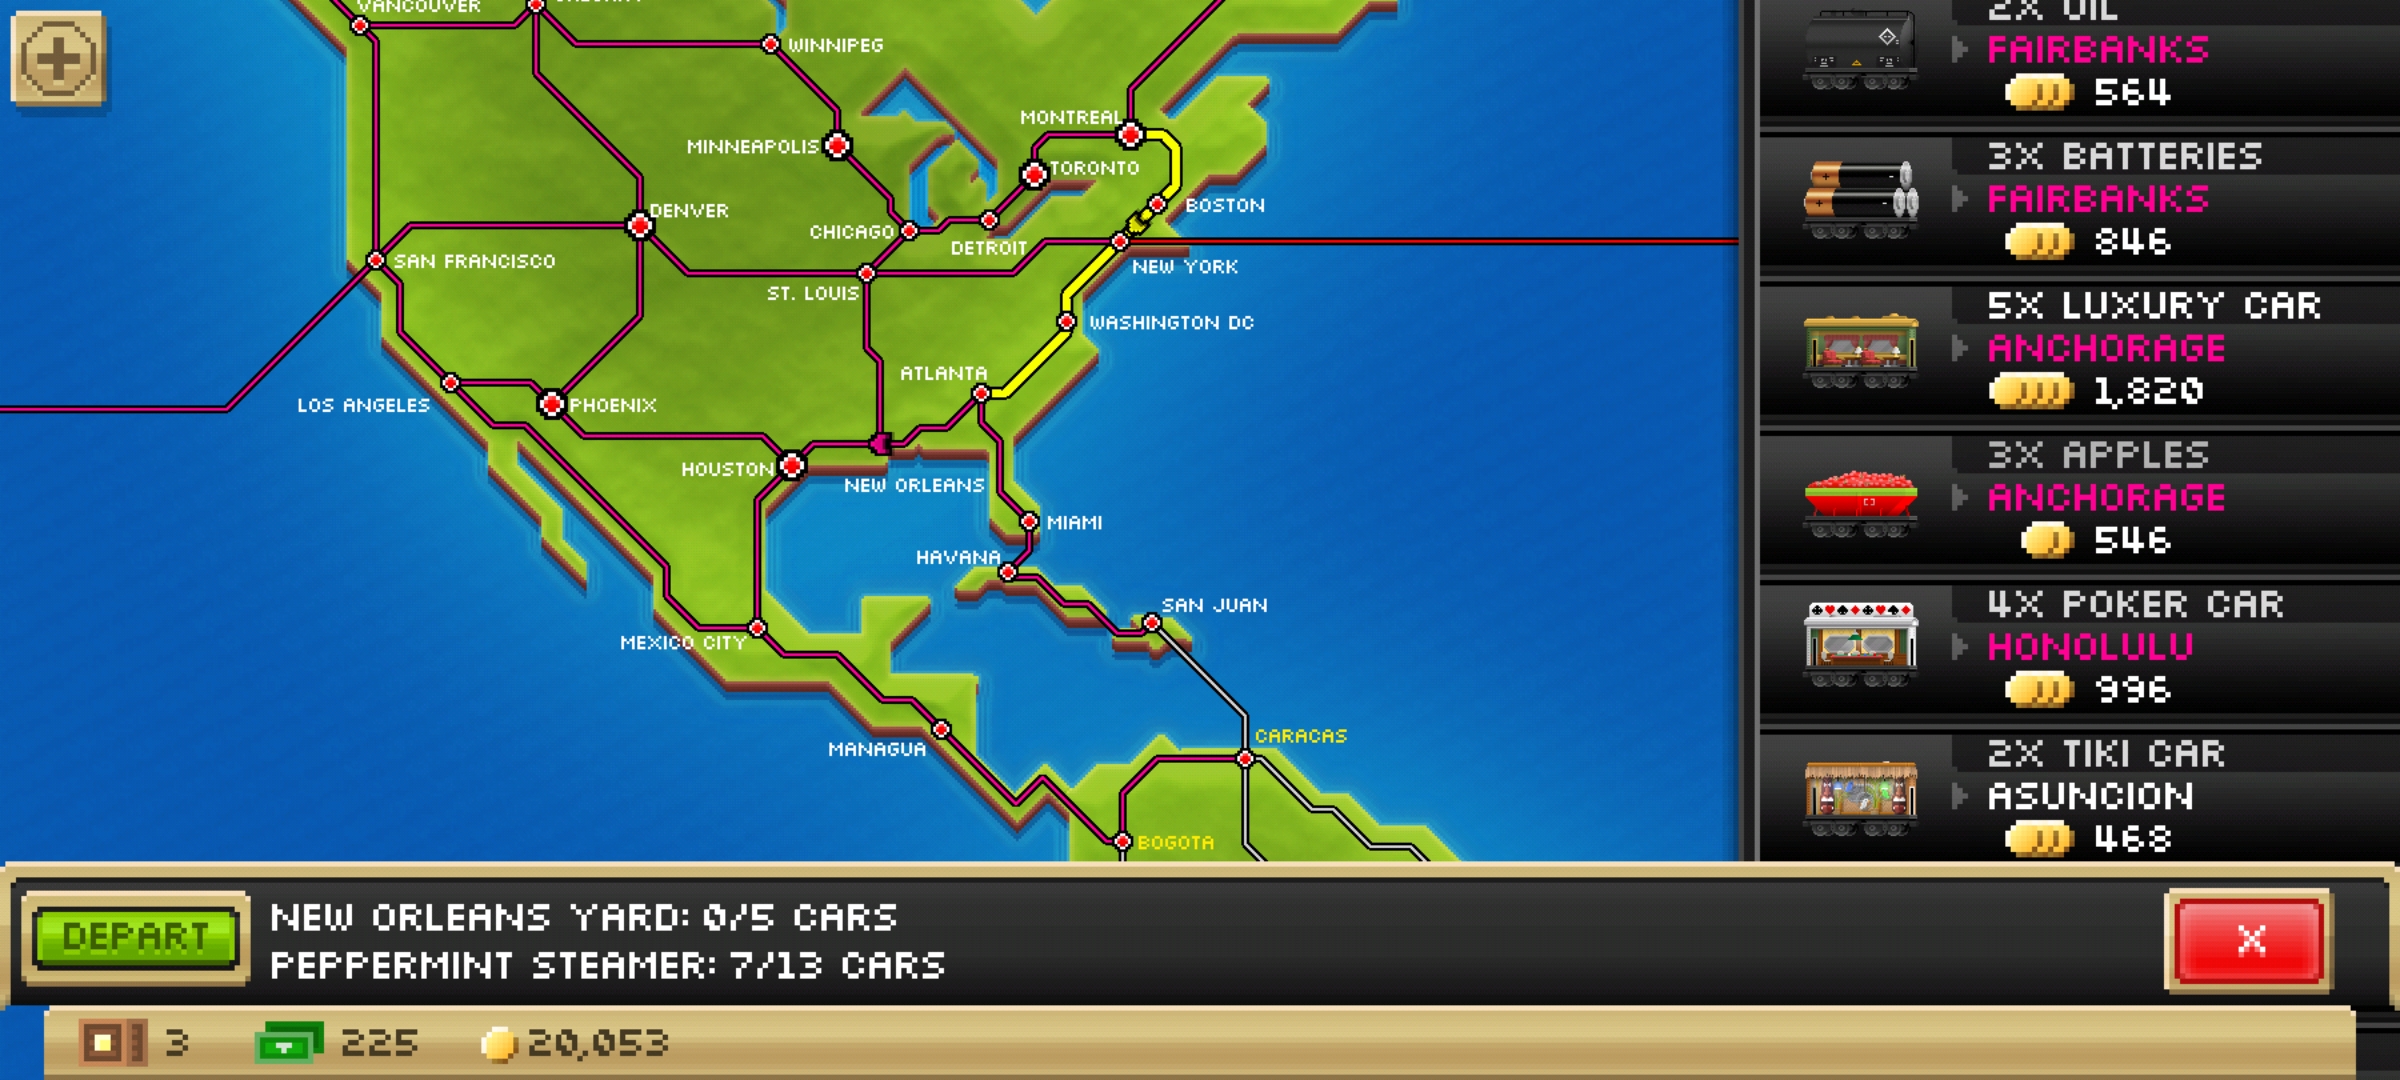 VANCOUVER
WINNIPEG
MONTREAL
MINNEAPOLIS
TORONTO
DENVER
BOSTON
CHICAGO
DETROIT
SAN FRANCISCO
NEW YORK
ST. LOUIS
WASHINGTON DC
ATLANTA
LOS ANGELES
PHOENIX
HOUSTON
NEW ORLEANS
MIAMI
HAVANA
SAN JUAN
MEXICO CITY
CARACAS
MANAGUA
BOGOTA
2X OIL
FAIRBANKS
564
3X BATTERIES
FAIRBANKS
846
5X LUXURY CAR
ANCHORAGE
1,820
3X APPLES
ANCHORAGE
546
4X POKER CAR
HONOLULU
996
2X TIKI CAR
ASUNCION
468
DEPART
NEW ORLEANS YARD: 0/5 CARS
PEPPERMINT STEAMER: 7/13 CARS
X
3
225
20,053